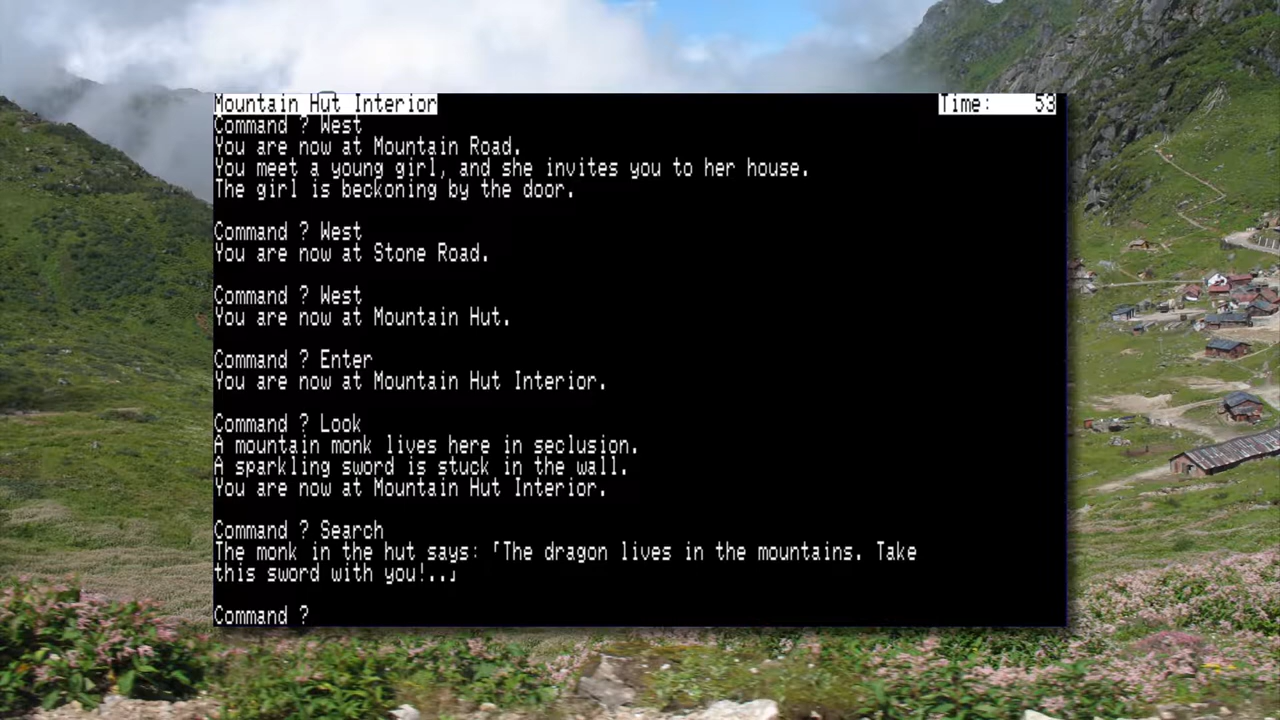 Mountain Hut Interior Time: 53
Command ? West
You are now at Mountain Road.
You meet a young girl, and she invites you to her house.
The girl is beckoning by the door.
Command ? West
You are now at Stone Road.
Command ? West
You are now at Mountain Hut.
Command ? Enter
You are now at Mountain Hut Interior.
Command ? Look
A mountain monk lives here in seclusion.
A sparkling sword is stuck in the wall.
You are now at Mountain Hut Interior.
Command ? Search
The monk in the hut says: ｢The dragon lives in the mountains. Take
this sword with you!..｣
Command ?